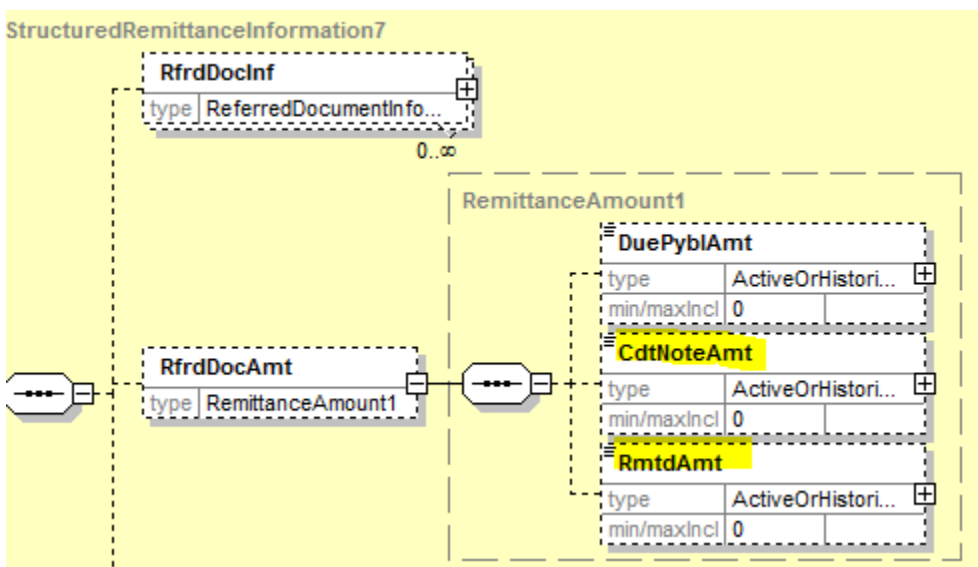 StructuredRemittanceInformation7
RfrdDocInf
type ReferredDocumentInfo...
0..∞
RemittanceAmount1
DuePyblAmt
type ActiveOrHistori...
min/maxIncl 0
RfrdDocAmt
type RemittanceAmount1
CdtNoteAmt
type ActiveOrHistori...
min/maxIncl 0
RmtdAmt
type ActiveOrHistori...
min/maxIncl 0